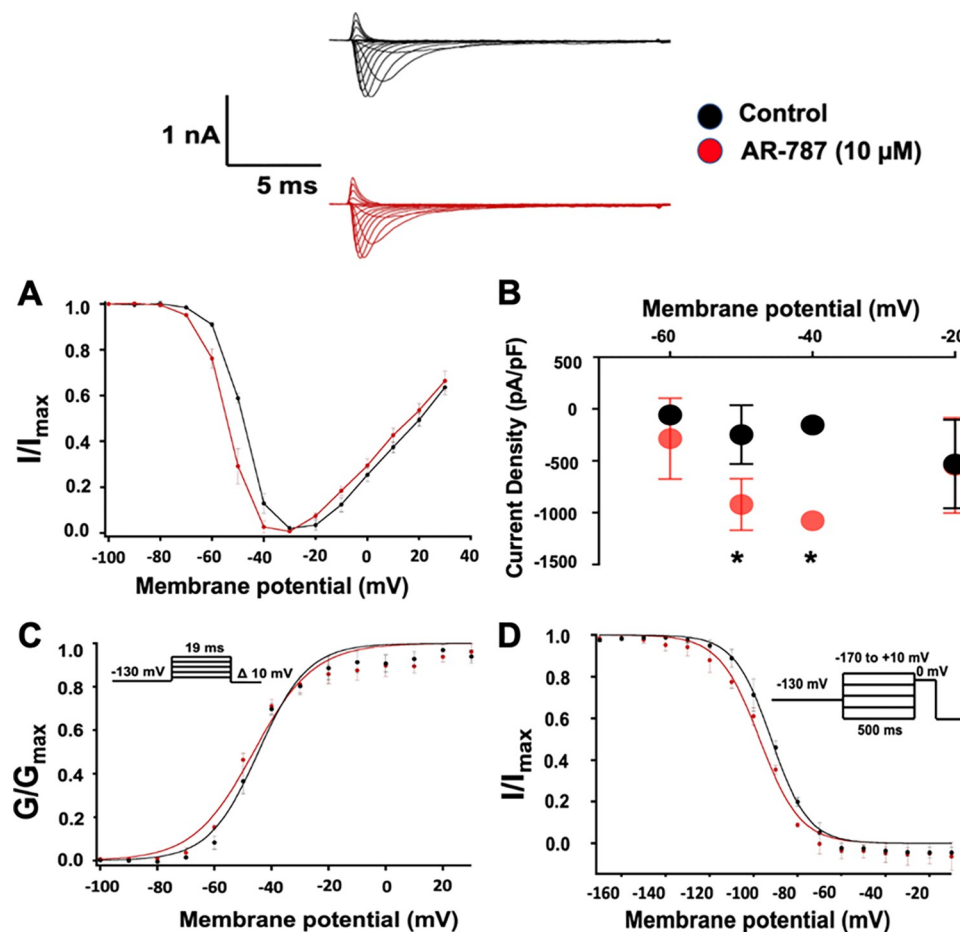 1 nA
5 ms
Control
AR-787 (10 µM)
A
I/Imax
1.0
0.8
0.6
0.4
0.2
0.0
-100 -80 -60 -40 -20 0 20 40
Membrane potential (mV)
B
Membrane potential (mV)
-60 -40 -20
Current Density (pA/pF)
500
0
-500
-1000
-1500
* *
C
G/Gmax
1.0
0.8
0.6
0.4
0.2
0.0
19 ms
-130 mV
Δ 10 mV
-100 -80 -60 -40 -20 0 20
Membrane potential (mV)
D
I/Imax
1.0
0.8
0.6
0.4
0.2
0.0
-170 to +10 mV
-130 mV
0 mV
500 ms
-160 -140 -120 -100 -80 -60 -40 -20
Membrane potential (mV)